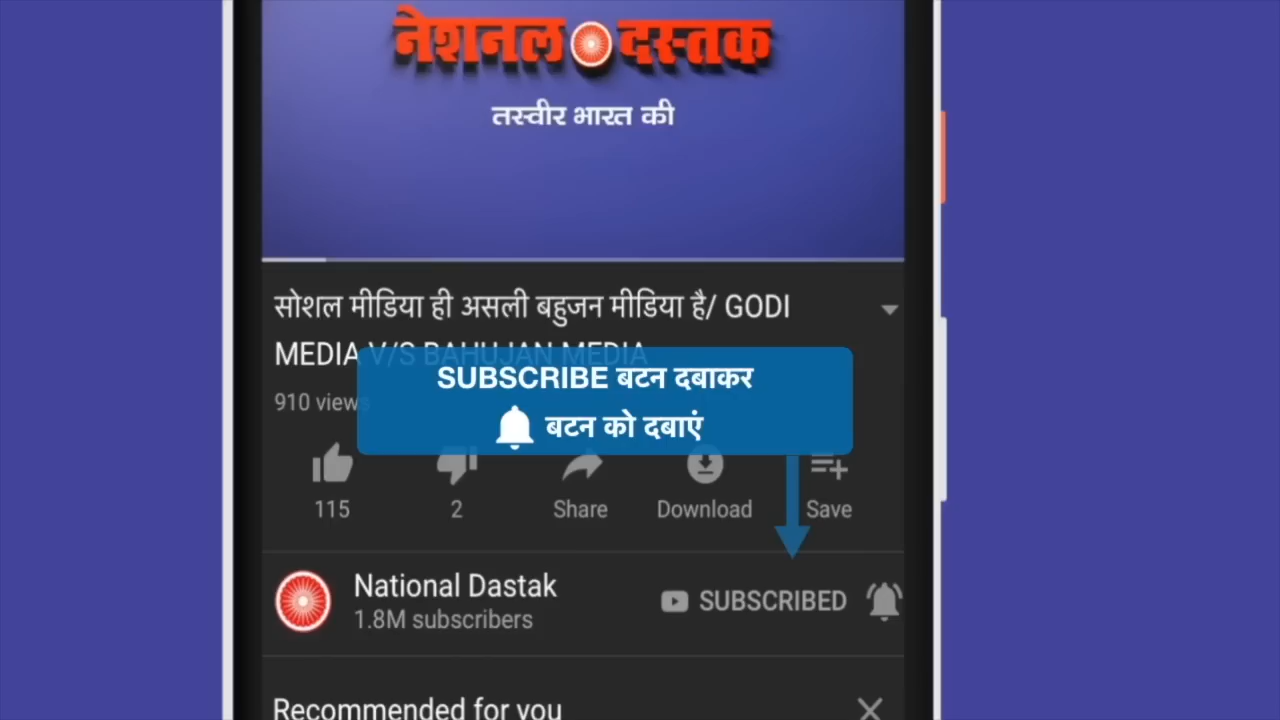 नेशनल दस्तक
तस्वीर भारत की
सोशल मीडिया ही असली बहुजन मीडिया है/ GODI
MEDIA V/S BAHUJAN MEDIA
910 views
SUBSCRIBE बटन दबाकर
बटन को दबाएं
115
2
Share
Download
Save
National Dastak
1.8M subscribers
SUBSCRIBED
Recommended for you